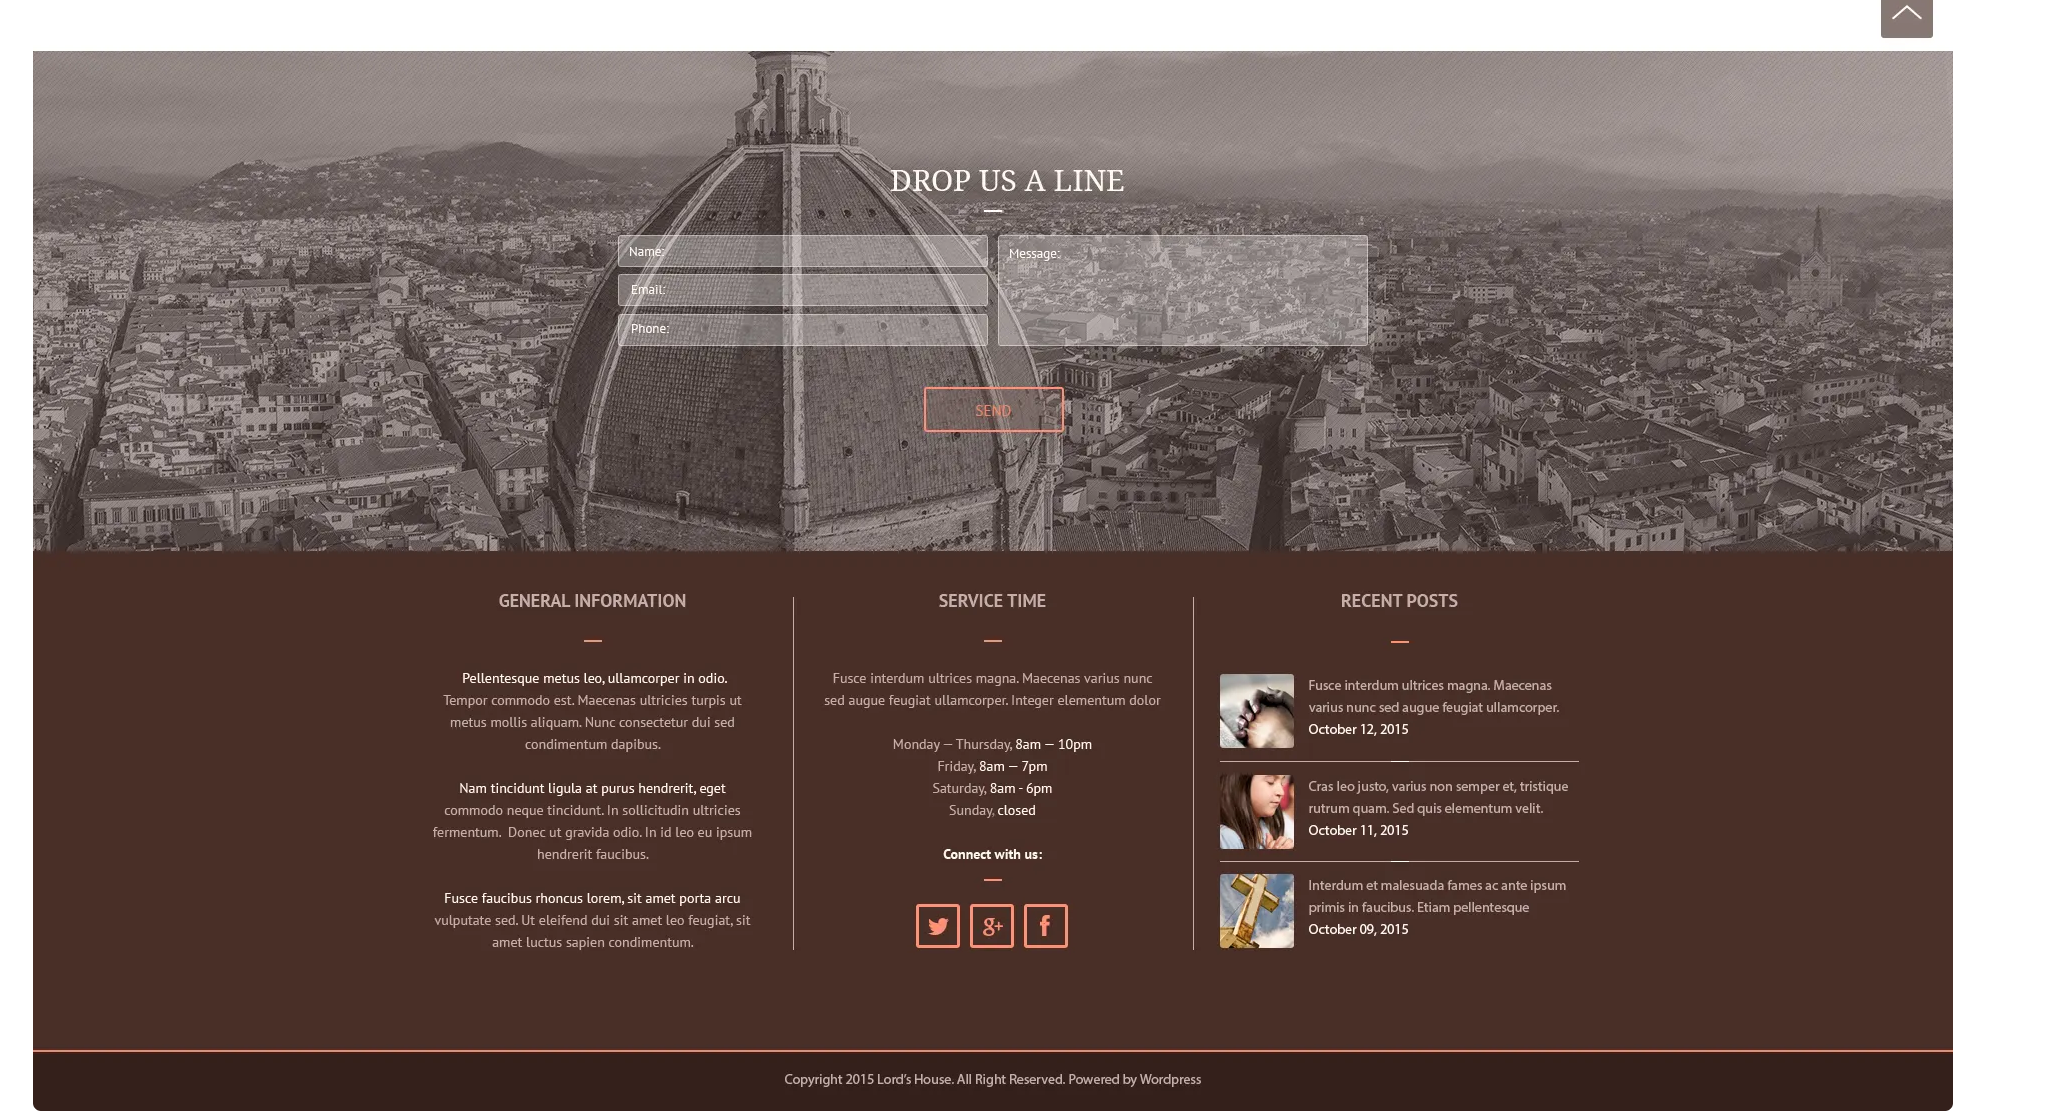 DROP US A LINE
Name:
Email:
Phone:
Message:
SEND
GENERAL INFORMATION
Pellentesque metus leo, ullamcorper in odio.
Tempor commodo est. Maecenas ultricies turpis ut
metus mollis aliquam. Nunc consectetur dui sed
condimentum dapibus.
Nam tincidunt ligula at purus hendrerit, eget
commodo neque tincidunt. In sollicitudin ultricies
fermentum.  Donec ut gravida odio. In id leo eu ipsum
hendrerit faucibus.
Fusce faucibus rhoncus lorem, sit amet porta arcu
vulputate sed. Ut eleifend dui sit amet leo feugiat, sit
amet luctus sapien condimentum.
SERVICE TIME
Fusce interdum ultrices magna. Maecenas varius nunc
sed augue feugiat ullamcorper. Integer elementum dolor
Monday — Thursday, 8am — 10pm
Friday, 8am — 7pm
Saturday, 8am - 6pm
Sunday, closed
Connect with us:
g+
f
RECENT POSTS
Fusce interdum ultrices magna. Maecenas
varius nunc sed augue feugiat ullamcorper.
October 12, 2015
Cras leo justo, varius non semper et, tristique
rutrum quam. Sed quis elementum velit.
October 11, 2015
Interdum et malesuada fames ac ante ipsum
primis in faucibus. Etiam pellentesque
October 09, 2015
Copyright 2015 Lord's House. All Right Reserved. Powered by Wordpress